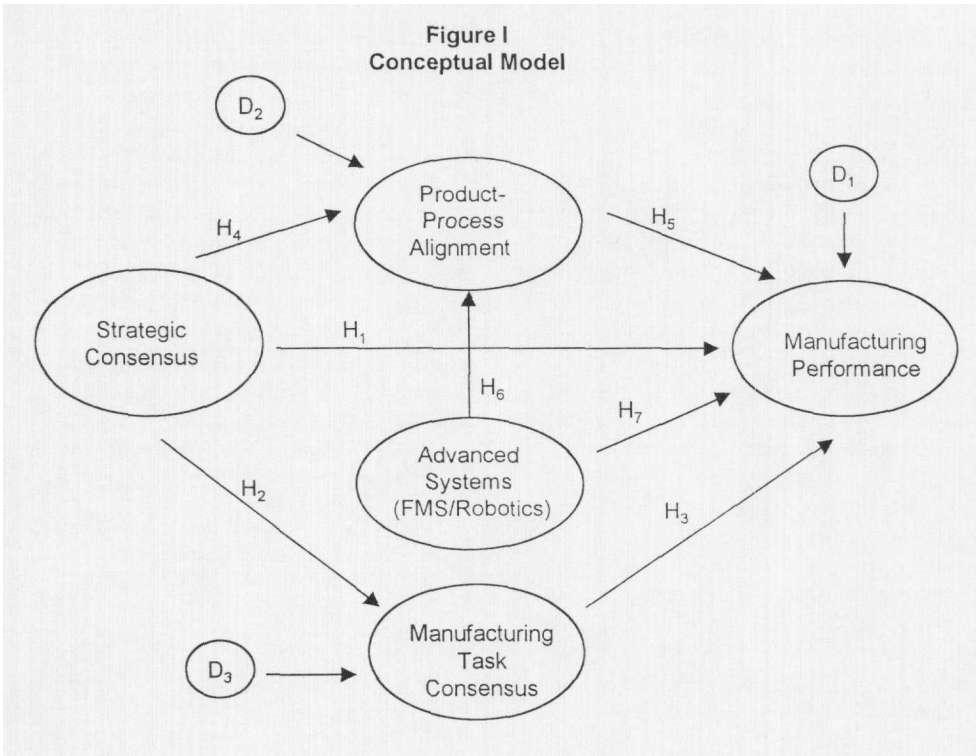 Figure I
Conceptual Model
D₂
D₁
Product-
Process
Alignment
H₄
H₅
Strategic
Consensus
H₁
Manufacturing
Performance
H₆
H₇
Advanced
Systems
(FMS/Robotics)
H₂
H₃
Manufacturing
Task
Consensus
D₃